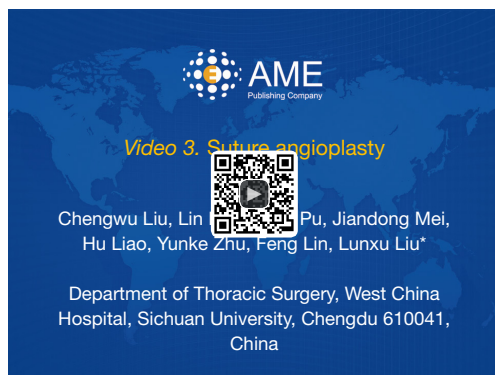 AME
Publishing Company
Video 3. Suture angioplasty
Chengwu Liu, Lin Pu, Jiandong Mei,
Hu Liao, Yunke Zhu, Feng Lin, Lunxu Liu*
Department of Thoracic Surgery, West China
Hospital, Sichuan University, Chengdu 610041,
China